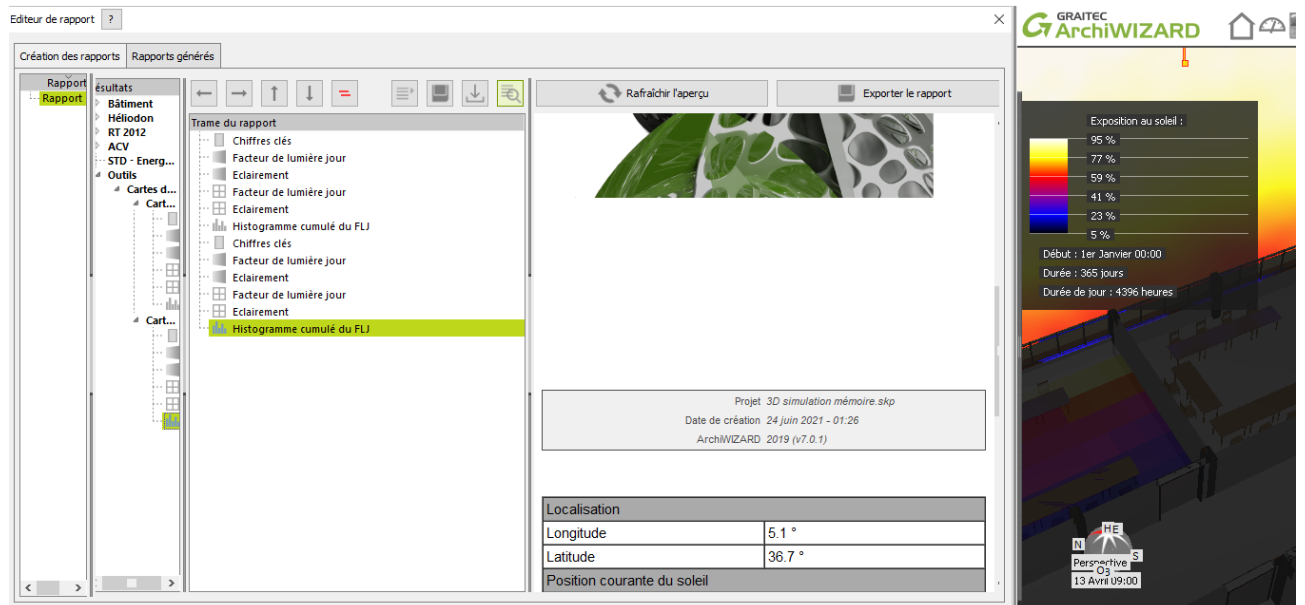 Editeur de rapport ?
Création des rapports Rapports générés
Rapport
Rapport
ésultats
Bâtiment
Héliodon
RT 2012
ACV
STD - Energ...
Outils
Cartes d...
Cart...
Cart...
Trame du rapport
Chiffres clés
Facteur de lumière jour
Eclairement
Facteur de lumière jour
Eclairement
Histogramme cumulé du FLJ
Chiffres clés
Facteur de lumière jour
Eclairement
Facteur de lumière jour
Eclairement
Histogramme cumulé du FLJ
Rafraîchir l'aperçu
Exporter le rapport
Projet 3D simulation mémoire.skp
Date de création 24 juin 2021 - 01:26
ArchiWIZARD 2019 (v7.0.1)
Localisation
Longitude 5.1 °
Latitude 36.7 °
Position courante du soleil
GRAITEC
ArchiWIZARD
Exposition au soleil :
95 %
77 %
59 %
41 %
23 %
5 %
Début : 1er Janvier 00:00
Durée : 365 jours
Durée de jour : 4396 heures
HE
N
S
Perspective
O3
13 Avril 09:00